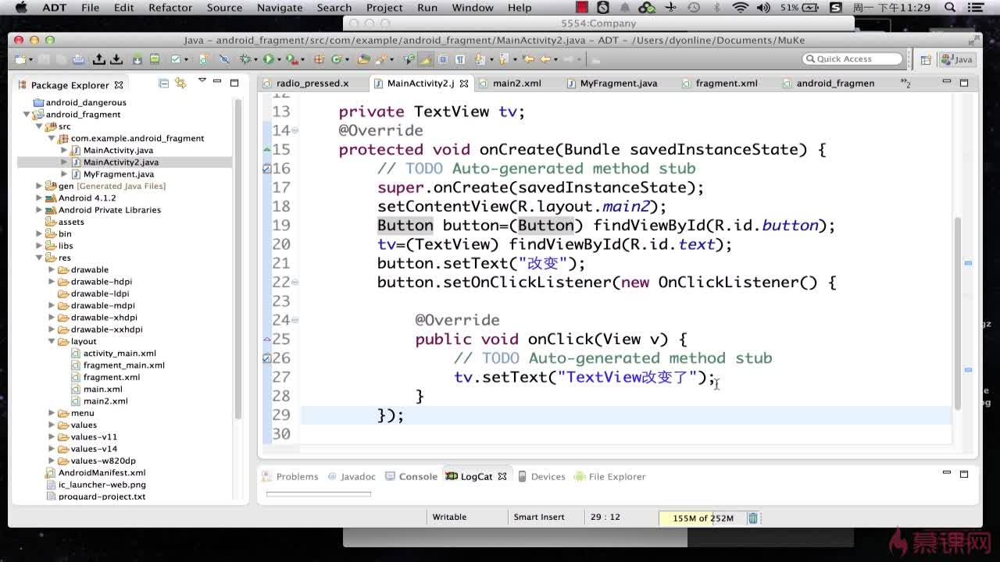 ADT File Edit Refactor Source Navigate Search Project Run Window Help 51% 周一 下午11:29
5554:Company
Java - android_fragment/src/com/example/android_fragment/MainActivity2.java - ADT - /Users/dyonline/Documents/MuKe
Quick Access Java
Package Explorer
android_dangerous
android_fragment
src
com.example.android_fragment
MainActivity.java
MainActivity2.java
MyFragment.java
gen [Generated Java Files]
Android 4.1.2
Android Private Libraries
assets
bin
libs
res
drawable
drawable-hdpi
drawable-ldpi
drawable-mdpi
drawable-xhdpi
drawable-xxhdpi
layout
activity_main.xml
fragment_main.xml
fragment.xml
main.xml
main2.xml
menu
values
values-v11
values-v14
values-w820dp
AndroidManifest.xml
ic_launcher-web.png
proguard-project.txt
radio_pressed.x MainActivity2.j main2.xml MyFragment.java fragment.xml android_fragmen »2
12
13 private TextView tv;
14 @Override
15 protected void onCreate(Bundle savedInstanceState) {
16 // TODO Auto-generated method stub
17 super.onCreate(savedInstanceState);
18 setContentView(R.layout.main2);
19 Button button=(Button) findViewById(R.id.button);
20 tv=(TextView) findViewById(R.id.text);
21 button.setText("改变");
22 button.setOnClickListener(new OnClickListener() {
23
24 @Override
25 public void onClick(View v) {
26 // TODO Auto-generated method stub
27 tv.setText("TextView改变了");
28 }
29 });
30
Problems Javadoc Console LogCat Devices File Explorer
Writable Smart Insert 29 : 12 155M of 252M
gz
e
og
慕课网